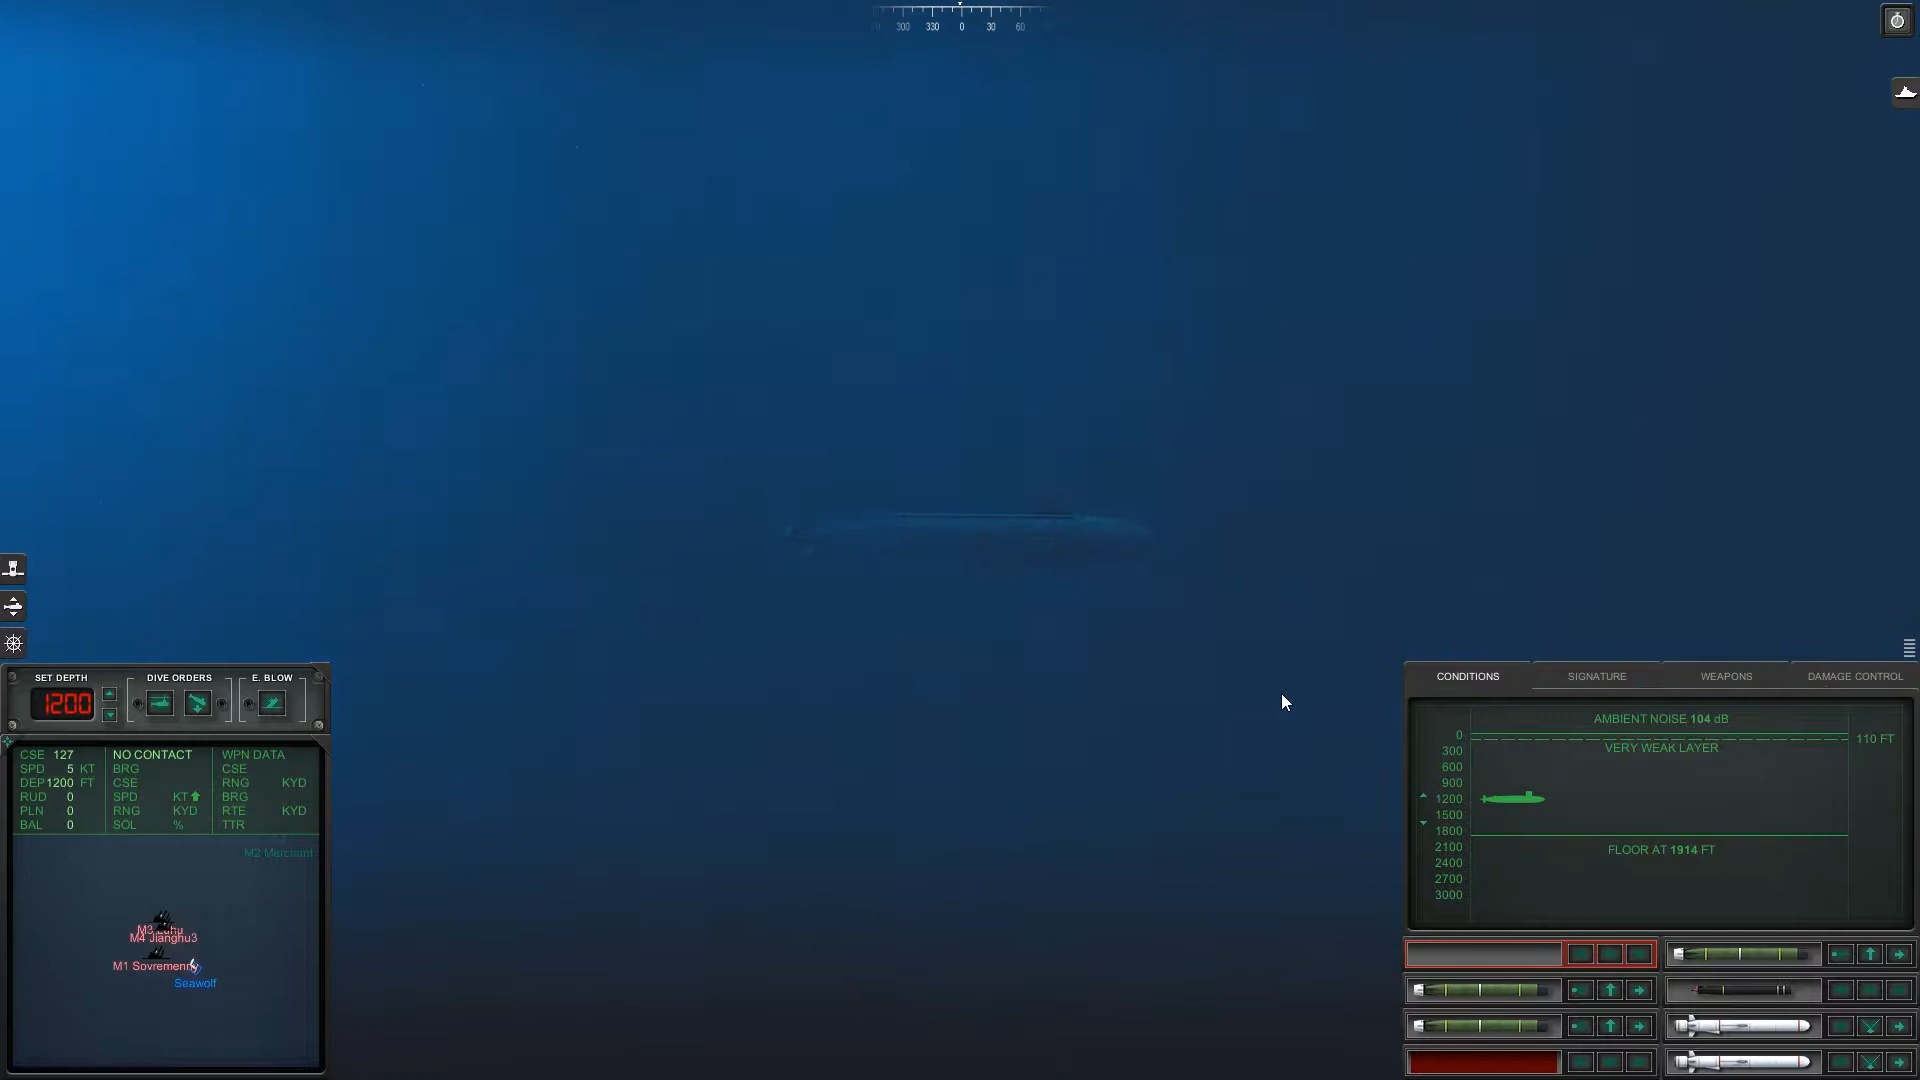 300 330 0 30 60
SET DEPTH DIVE ORDERS E. BLOW
1200
CSE 127 NO CONTACT WPN DATA
SPD 5 KT BRG CSE
DEP 1200 FT CSE RNG KYD
RUD 0 SPD KT BRG
PLN 0 RNG KYD RTE KYD
BAL 0 SOL % TTR
M2 Merchant
M3 Luhu
M4 Jianghu3
M1 Sovremenny
Seawolf
CONDITIONS SIGNATURE WEAPONS DAMAGE CONTROL
AMBIENT NOISE 104 dB
0 110 FT
300 VERY WEAK LAYER
600
900
1200
1500
1800
2100 FLOOR AT 1914 FT
2400
2700
3000